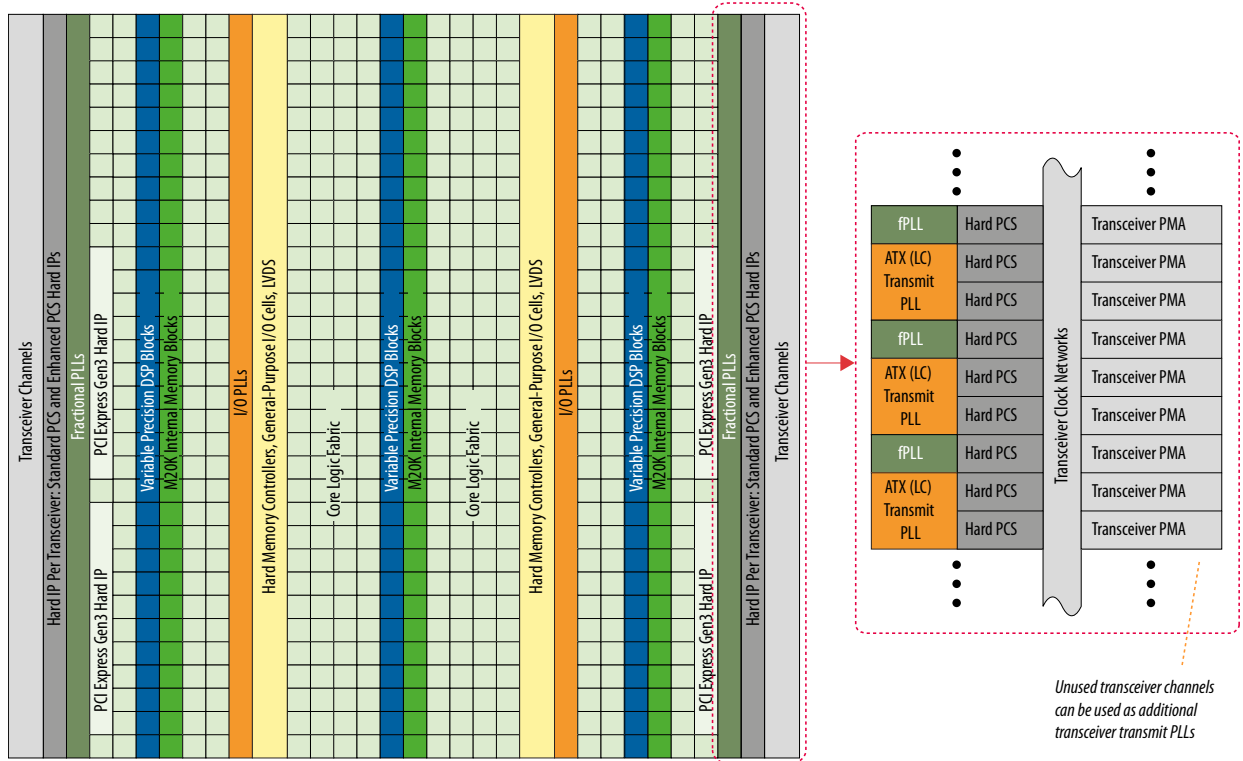 Transceiver Channels
Hard IP Per Transceiver: Standard PCS and Enhanced PCS Hard IPs
Fractional PLLs
PCI Express Gen3 Hard IP
PCI Express Gen3 Hard IP
Variable Precision DSP Blocks
M20K Internal Memory Blocks
I/O PLLs
Hard Memory Controllers, General-Purpose I/O Cells, LVDS
Core Logic Fabric
Variable Precision DSP Blocks
M20K Internal Memory Blocks
Core Logic Fabric
Hard Memory Controllers, General-Purpose I/O Cells, LVDS
I/O PLLs
Variable Precision DSP Blocks
M20K Internal Memory Blocks
PCI Express Gen3 Hard IP
PCI Express Gen3 Hard IP
Fractional PLLs
Hard IP Per Transceiver: Standard PCS and Enhanced PCS Hard IPs
Transceiver Channels
fPLL
ATX (LC)
Transmit
PLL
fPLL
ATX (LC)
Transmit
PLL
fPLL
ATX (LC)
Transmit
PLL
Hard PCS
Hard PCS
Hard PCS
Hard PCS
Hard PCS
Hard PCS
Hard PCS
Hard PCS
Hard PCS
Transceiver Clock Networks
Transceiver PMA
Transceiver PMA
Transceiver PMA
Transceiver PMA
Transceiver PMA
Transceiver PMA
Transceiver PMA
Transceiver PMA
Transceiver PMA
Unused transceiver channels
can be used as additional
transceiver transmit PLLs